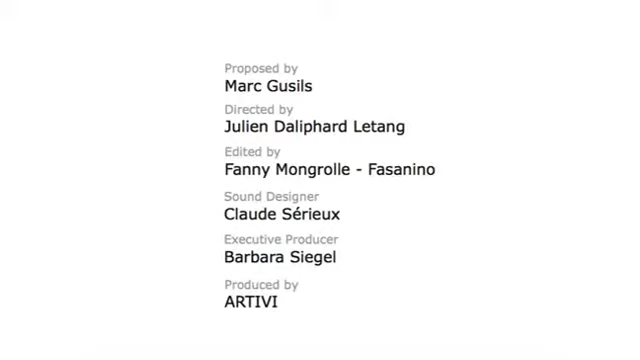 Proposed by
Marc Gusils
Directed by
Julien Daliphard Letang
Edited by
Fanny Mongrolle - Fasanino
Sound Designer
Claude Sérieux
Executive Producer
Barbara Siegel
Produced by
ARTIVI